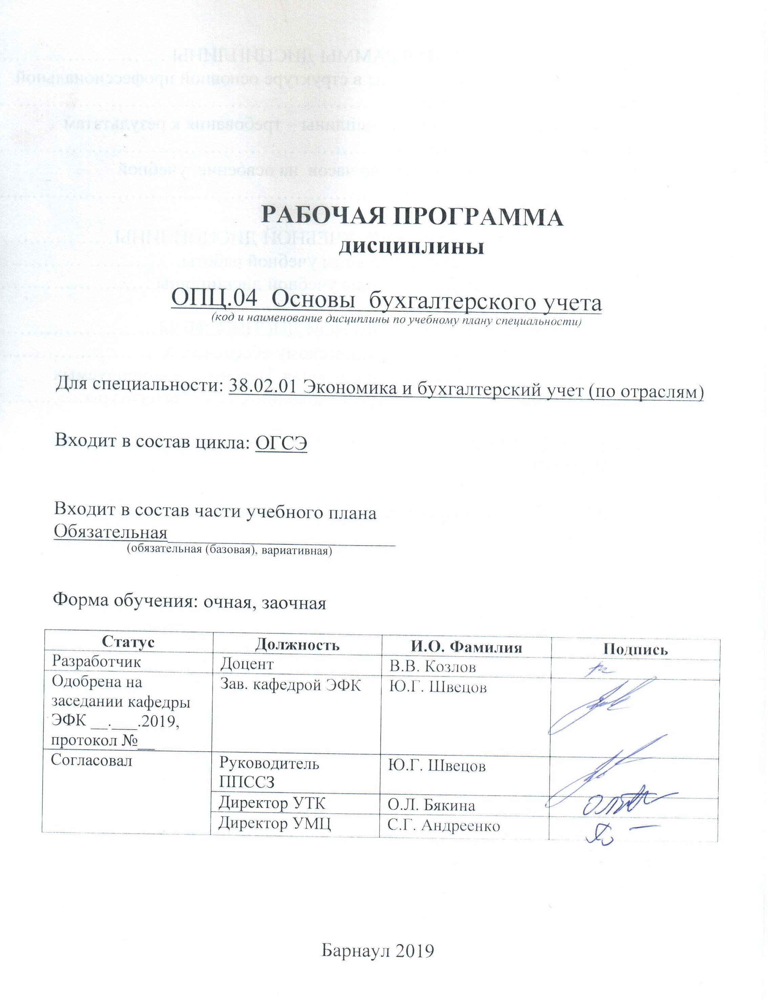 РАБОЧАЯ ПРОГРАММА
дисциплины
ОПЦ.04 Основы бухгалтерского учета
(код и наименование дисциплины по учебному плану специальности)
Для специальности: 38.02.01 Экономика и бухгалтерский учет (по отраслям)
Входит в состав цикла: ОГСЭ
Входит в состав части учебного плана
Обязательная
(обязательная (базовая), вариативная)
Форма обучения: очная, заочная
Статус Должность И.О. Фамилия Подпись
Разработчик Доцент В.В. Козлов
Одобрена на Зав. кафедрой ЭФК Ю.Г. Швецов
заседании кафедры
ЭФК __.___.2019,
протокол №__
Согласовал Руководитель Ю.Г. Швецов
ППССЗ
Директор УТК О.Л. Бякина
Директор УМЦ С.Г. Андреенко
Барнаул 2019